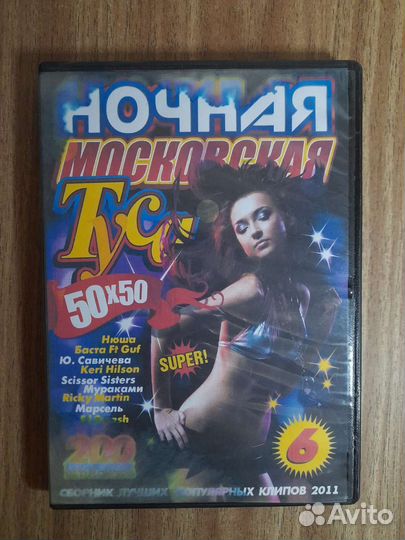 НОЧНАЯ
МОСКОВСКАЯ
Туса
50х50
Нюша
Баста Ft Guf
Ю. Савичева
Keri Hilson
Scissor Sisters
Мураками
Ricky Martin
Марсель
SUPER!
200
6
СБОРНИК ЛУЧШИХ ПОПУЛЯРНЫХ КЛИПОВ 2011
Avito